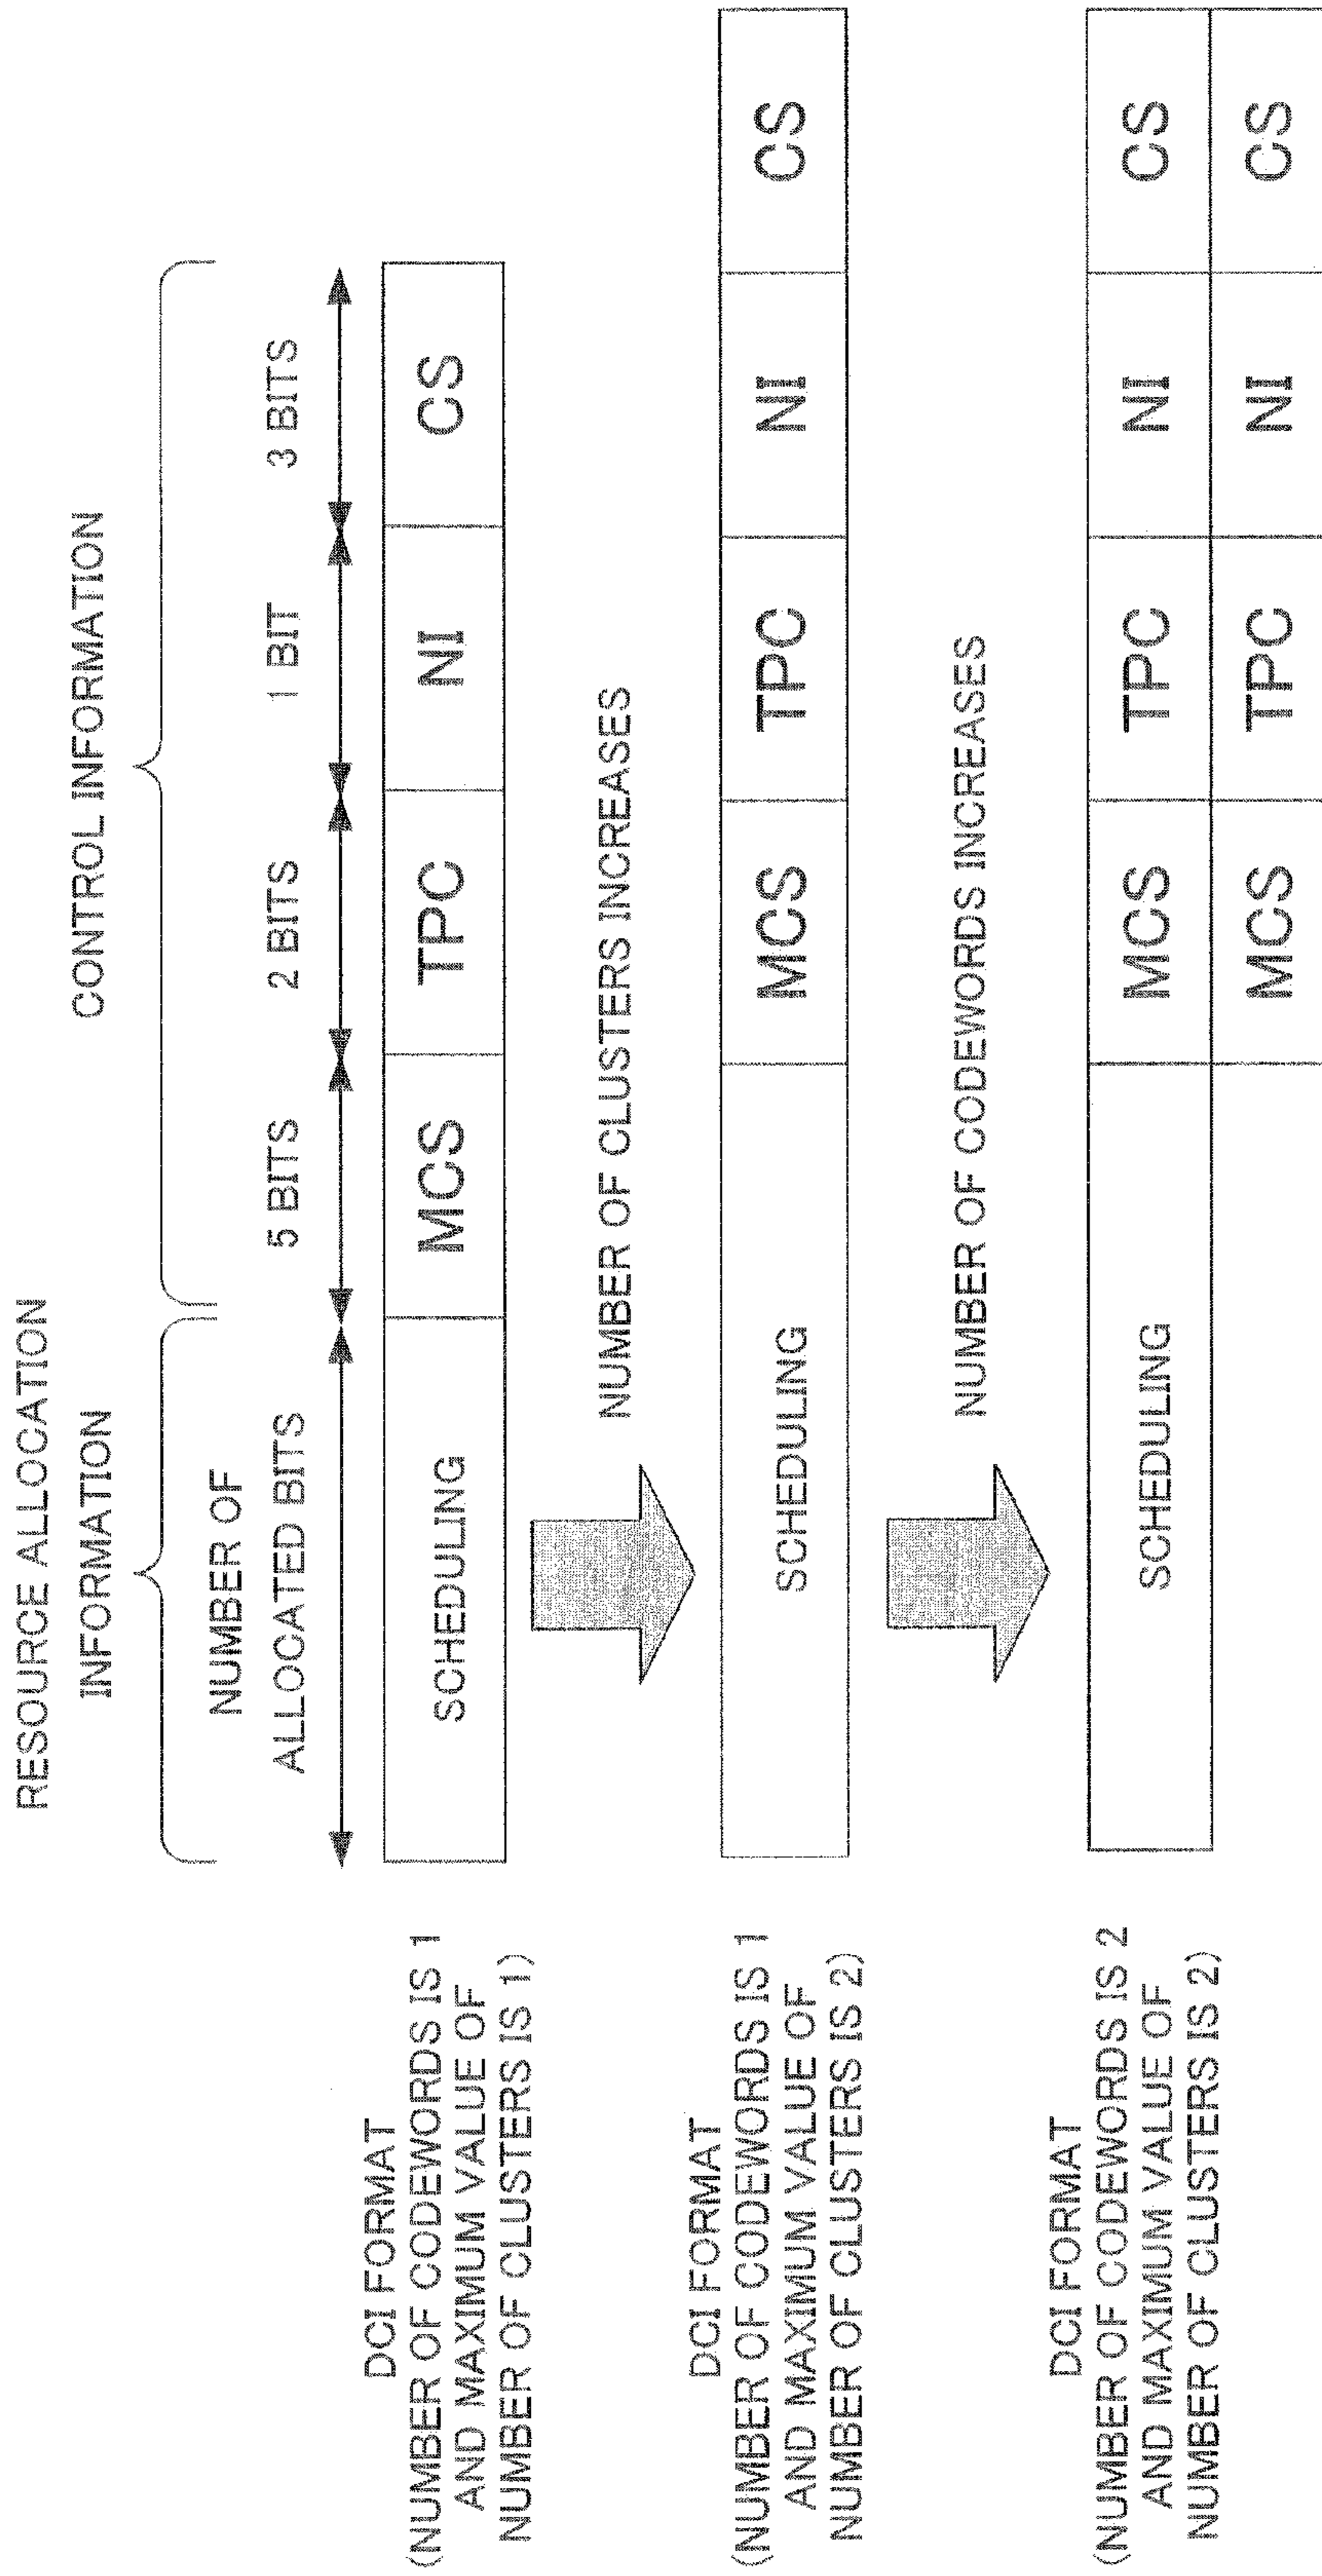 RESOURCE ALLOCATION
INFORMATION
CONTROL INFORMATION
NUMBER OF
ALLOCATED BITS
5 BITS
2 BITS
1 BIT
3 BITS
DCI FORMAT
(NUMBER OF CODEWORDS IS 1
AND MAXIMUM VALUE OF
NUMBER OF CLUSTERS IS 1)
SCHEDULING
MCS
TPC
NI
CS
NUMBER OF CLUSTERS INCREASES
DCI FORMAT
(NUMBER OF CODEWORDS IS 1
AND MAXIMUM VALUE OF
NUMBER OF CLUSTERS IS 2)
SCHEDULING
MCS
TPC
NI
CS
NUMBER OF CODEWORDS INCREASES
DCI FORMAT
(NUMBER OF CODEWORDS IS 2
AND MAXIMUM VALUE OF
NUMBER OF CLUSTERS IS 2)
SCHEDULING
MCS
TPC
NI
CS
MCS
TPC
NI
CS